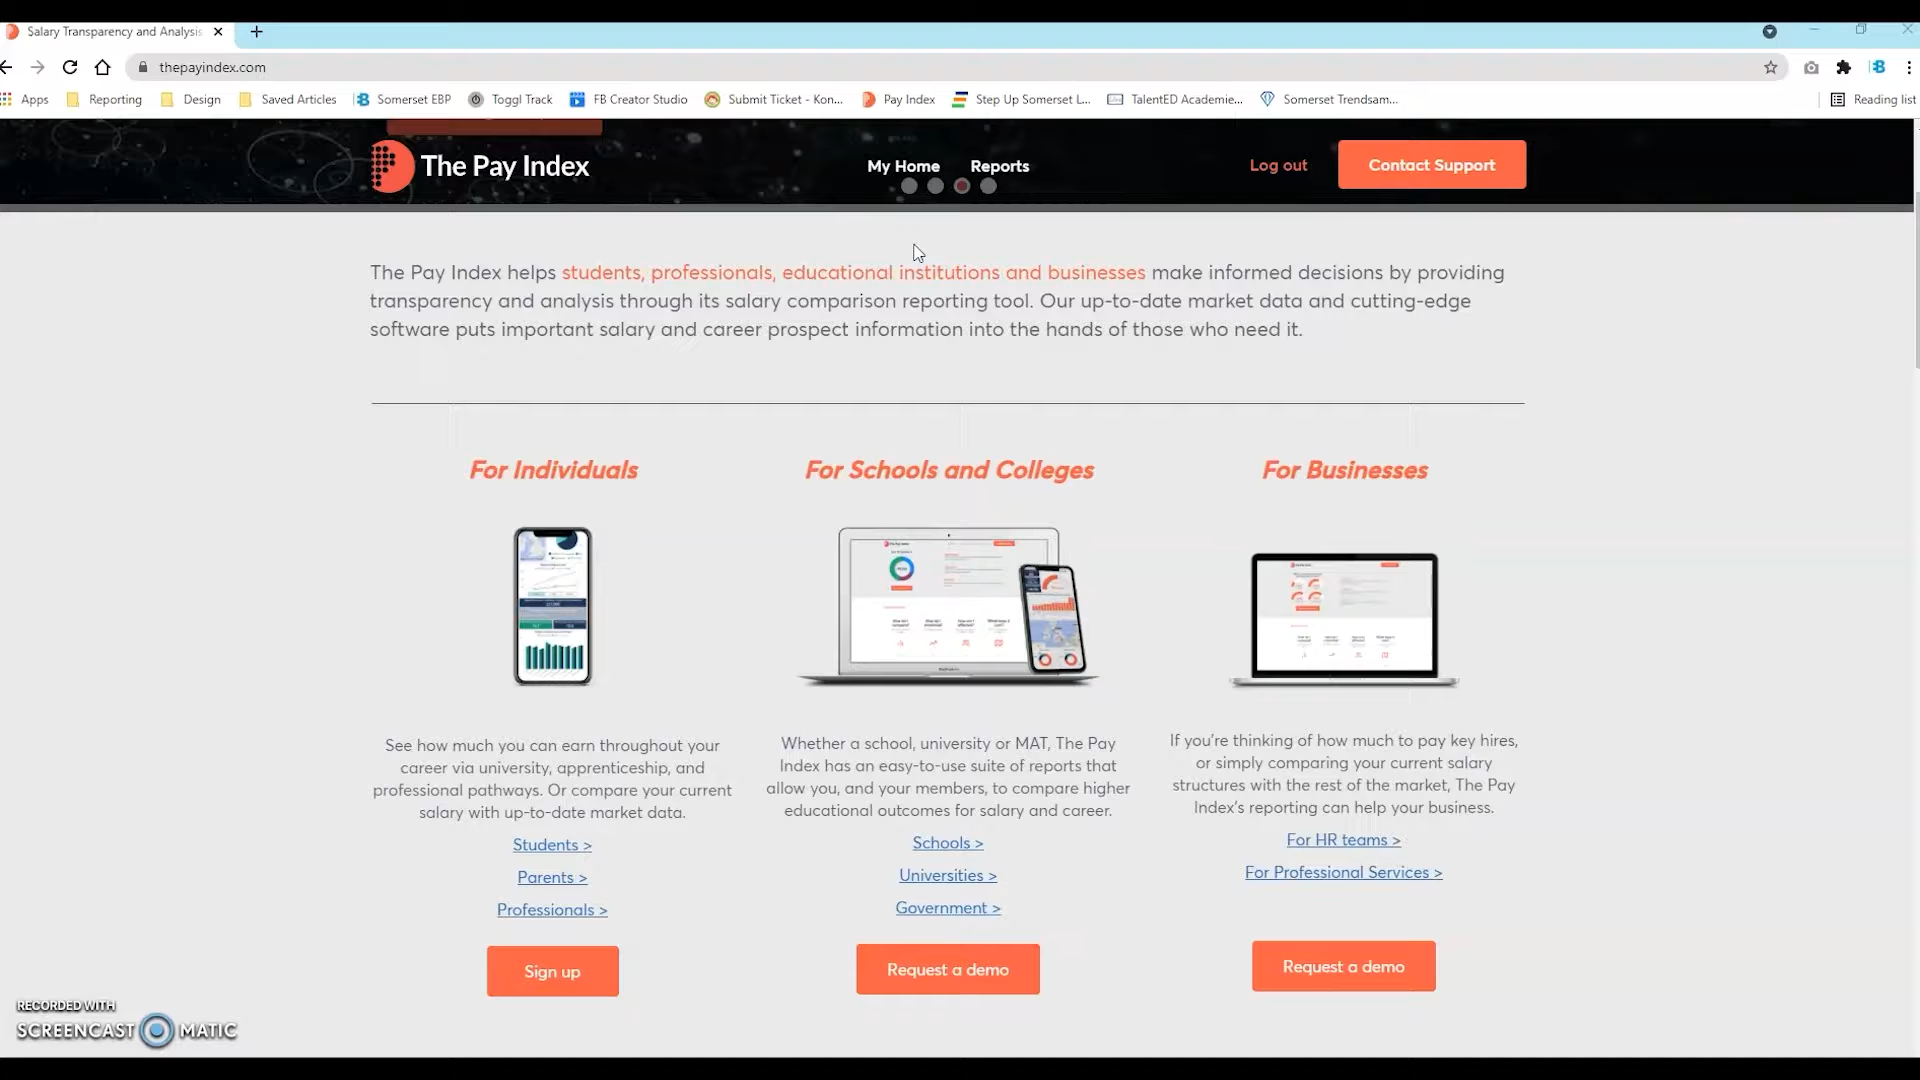 Salary Transparency and Analysis
thepayindex.com
Apps Reporting Design Saved Articles Somerset EBP Toggl Track FB Creator Studio Submit Ticket - Kon... Pay Index Step Up Somerset L... TalentED Academie... Somerset Trendsam... Reading list
The Pay Index My Home Reports Log out Contact Support
The Pay Index helps students, professionals, educational institutions and businesses make informed decisions by providing
transparency and analysis through its salary comparison reporting tool. Our up-to-date market data and cutting-edge
software puts important salary and career prospect information into the hands of those who need it.
For Individuals
See how much you can earn throughout your
career via university, apprenticeship, and
professional pathways. Or compare your current
salary with up-to-date market data.
Students >
Parents >
Professionals >
Sign up
For Schools and Colleges
Whether a school, university or MAT, The Pay
Index has an easy-to-use suite of reports that
allow you, and your members, to compare higher
educational outcomes for salary and career.
Schools >
Universities >
Government >
Request a demo
For Businesses
If you're thinking of how much to pay key hires,
or simply comparing your current salary
structures with the rest of the market, The Pay
Index's reporting can help your business.
For HR teams >
For Professional Services >
Request a demo
RECORDED WITH
SCREENCAST MATIC